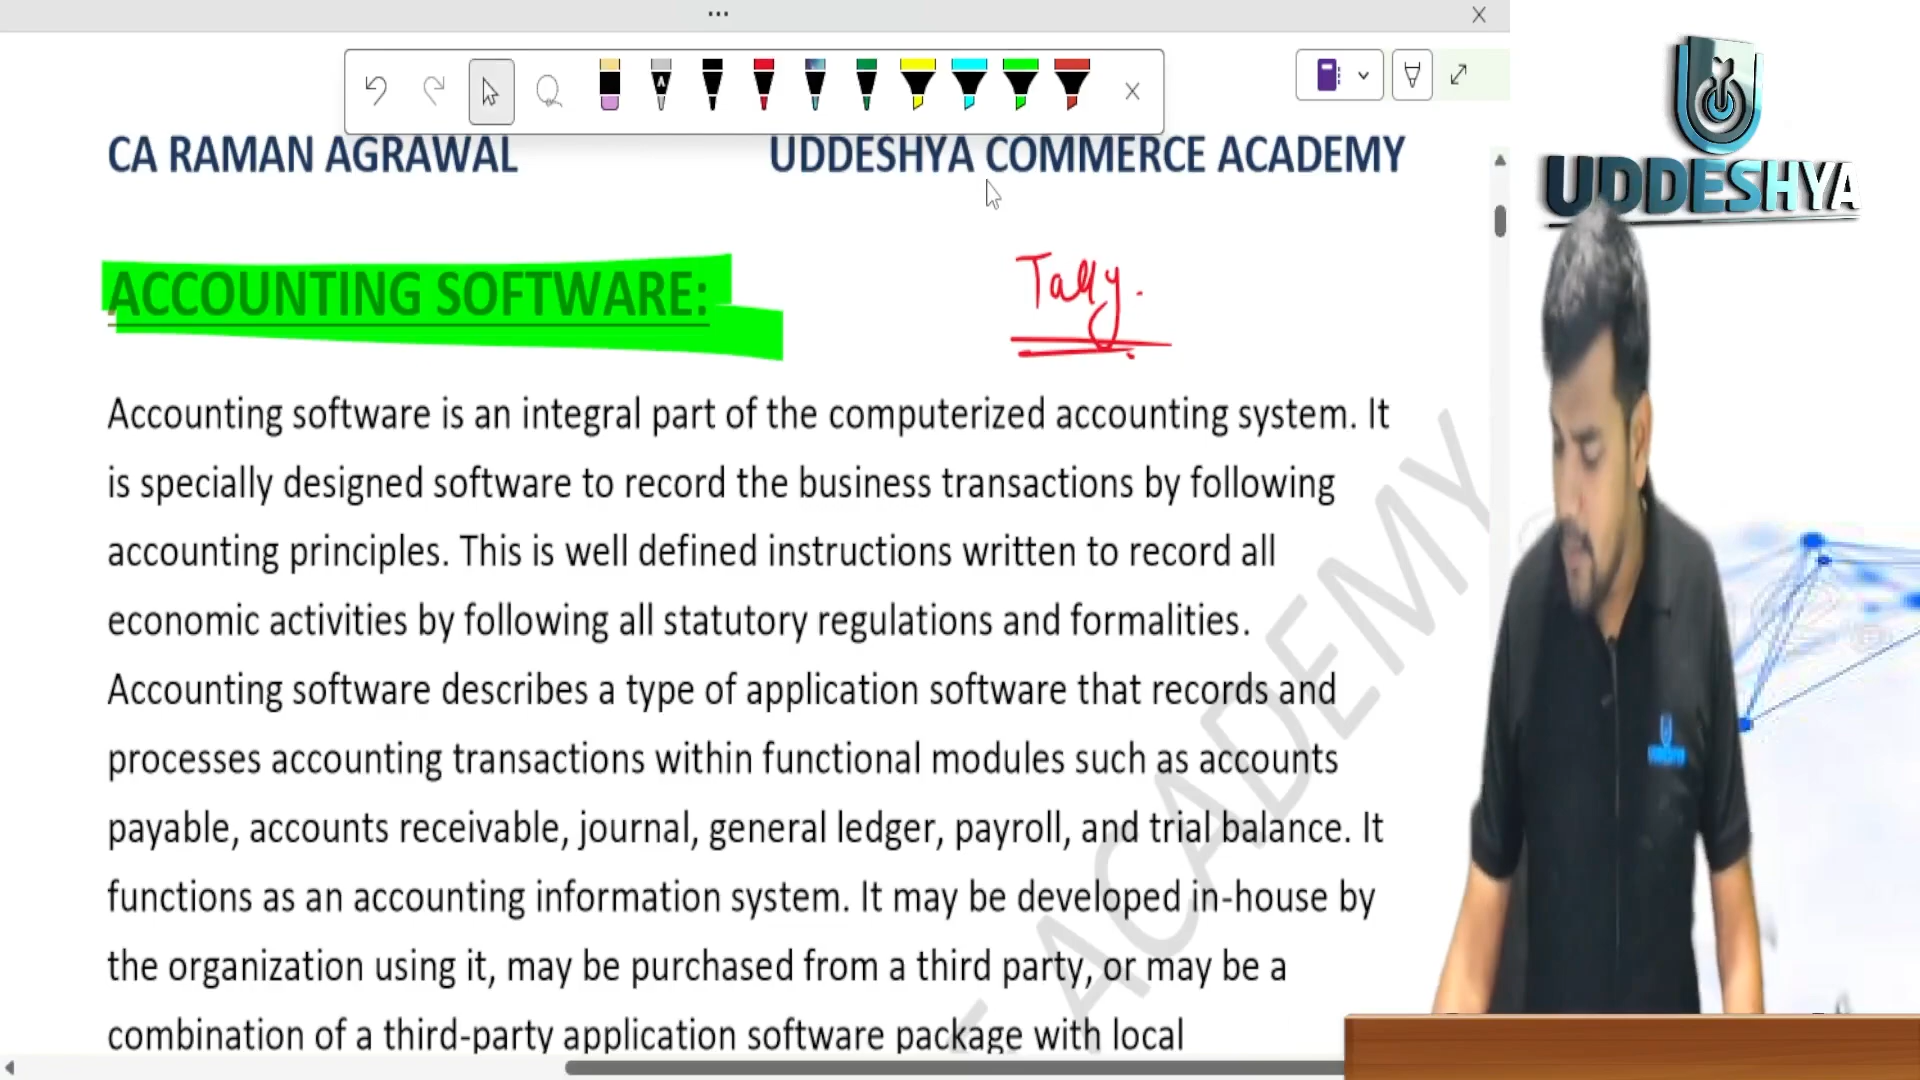 CA RAMAN AGRAWAL
UDDESHYA COMMERCE ACADEMY
UDDESHYA
ACCOUNTING SOFTWARE:
Tally.
Accounting software is an integral part of the computerized accounting system. It
is specially designed software to record the business transactions by following
accounting principles. This is well defined instructions written to record all
economic activities by following all statutory regulations and formalities.
Accounting software describes a type of application software that records and
processes accounting transactions within functional modules such as accounts
payable, accounts receivable, journal, general ledger, payroll, and trial balance. It
functions as an accounting information system. It may be developed in-house by
the organization using it, may be purchased from a third party, or may be a
combination of a third-party application software package with local
ACADEMY